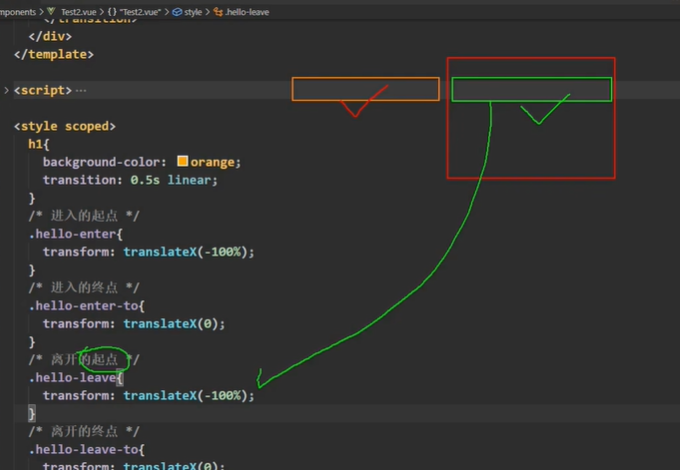 mponents > Test2.vue > {} "Test2.vue" > style > .hello-leave
</transition>
</div>
</template>
<script>…
<style scoped>
h1{
background-color: orange;
transition: 0.5s linear;
}
/* 进入的起点 */
.hello-enter{
transform: translateX(-100%);
}
/* 进入的终点 */
.hello-enter-to{
transform: translateX(0);
}
/* 离开的起点 */
.hello-leave{
transform: translateX(-100%);
}
/* 离开的终点 */
.hello-leave-to{
transform: translateX(0);